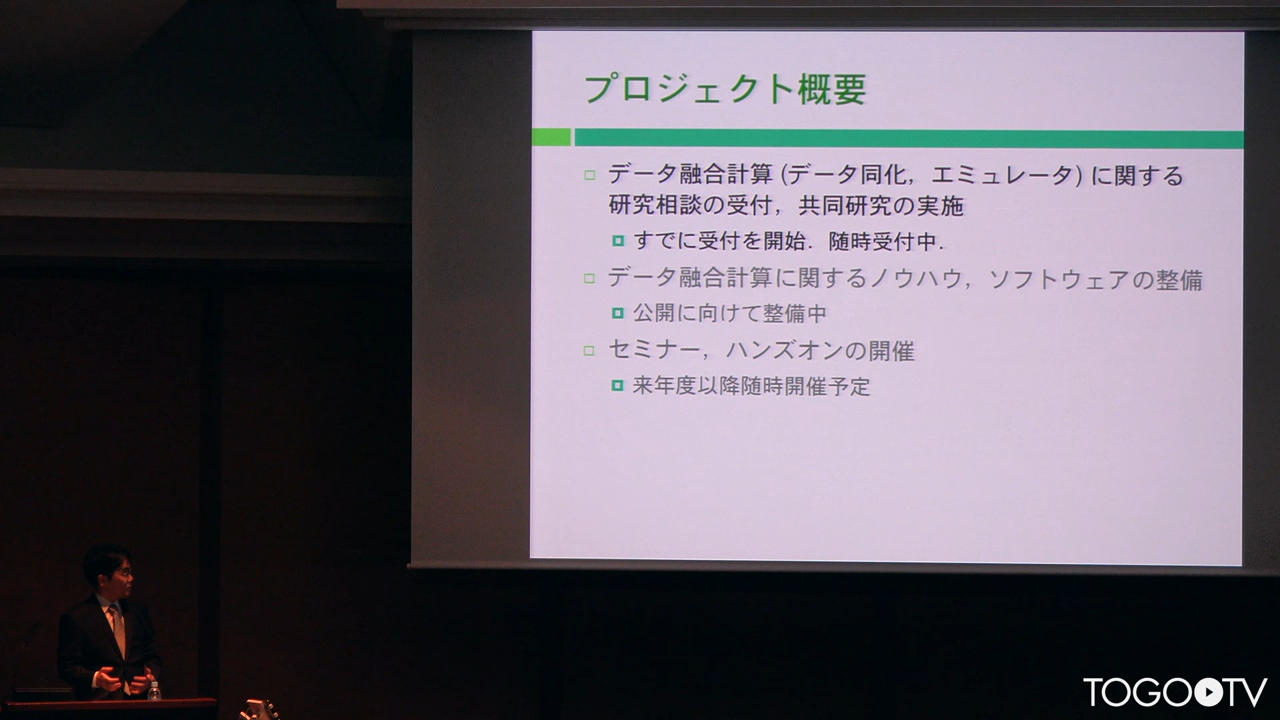 プロジェクト概要
データ融合計算 (データ同化，エミュレータ) に関する
研究相談の受付，共同研究の実施
すでに受付を開始．随時受付中．
データ融合計算に関するノウハウ，ソフトウェアの整備
公開に向けて整備中
セミナー，ハンズオンの開催
来年度以降随時開催予定
TOGOTV